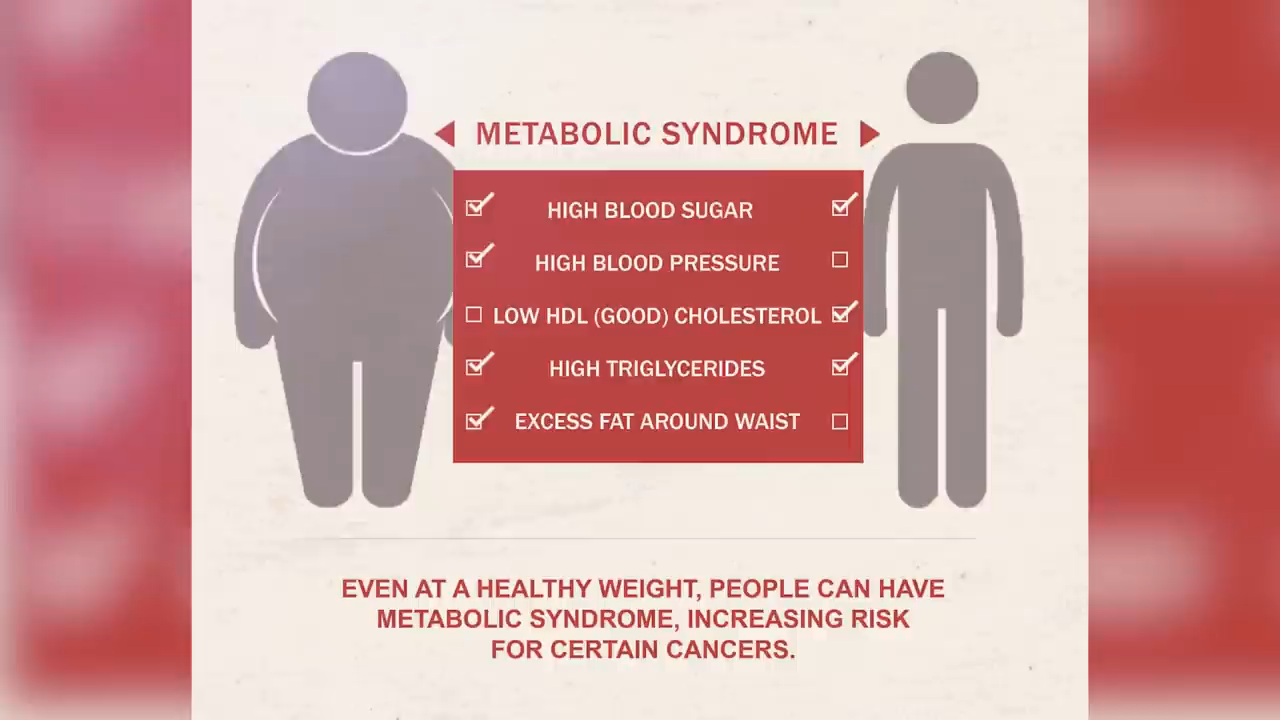 METABOLIC SYNDROME
HIGH BLOOD SUGAR
HIGH BLOOD PRESSURE
LOW HDL (GOOD) CHOLESTEROL
HIGH TRIGLYCERIDES
EXCESS FAT AROUND WAIST
EVEN AT A HEALTHY WEIGHT, PEOPLE CAN HAVE
METABOLIC SYNDROME, INCREASING RISK
FOR CERTAIN CANCERS.